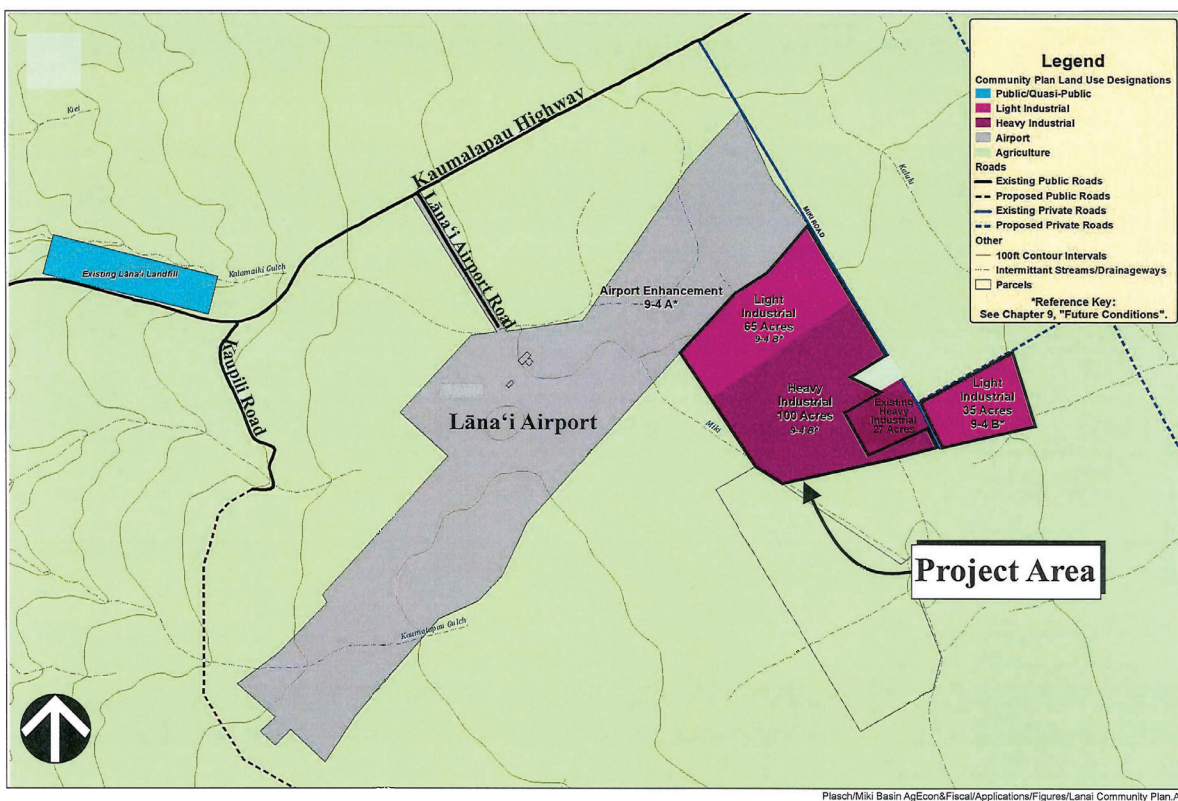 Legend
Community Plan Land Use Designations
Public/Quasi-Public
Light Industrial
Heavy Industrial
Airport
Agriculture
Roads
Existing Public Roads
Proposed Public Roads
Existing Private Roads
Proposed Private Roads
Other
100ft Contour Intervals
Intermittant Streams/Drainageways
Parcels
*Reference Key:
See Chapter 9, "Future Conditions".
Kiei
Kaumalapau Highway
Kalulu
MIKI ROAD
Lāna‘i Airport Road
Existing Lāna‘i Landfill
Kalamaiki Gulch
Kaupili Road
Airport Enhancement
9-4 A*
Light
Industrial
65 Acres
9-4 B*
Heavy
Industrial
100 Acres
9-4 B*
Existing
Heavy
Industrial
27 Acres
Light
Industrial
35 Acres
9-4 B*
Miki
Lāna‘i Airport
Project Area
Kaumalapau Gulch
Plasch/Miki Basin AgEcon&Fiscal/Applications/Figures/Lanai Community Plan.A